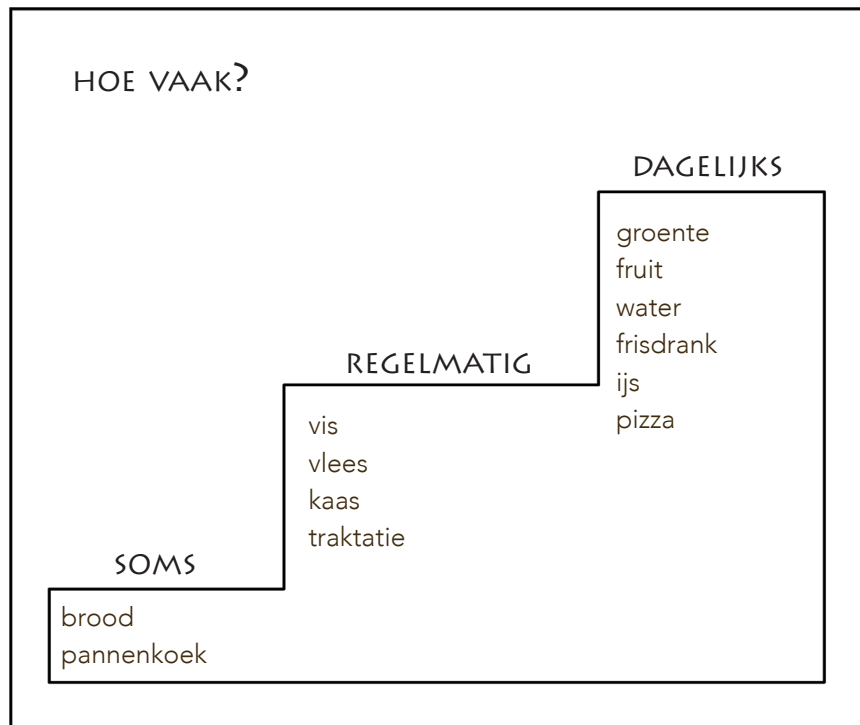 HOE VAAK?
DAGELIJKS
groente
fruit
water
frisdrank
ijs
pizza
REGELMATIG
vis
vlees
kaas
traktatie
SOMS
brood
pannenkoek